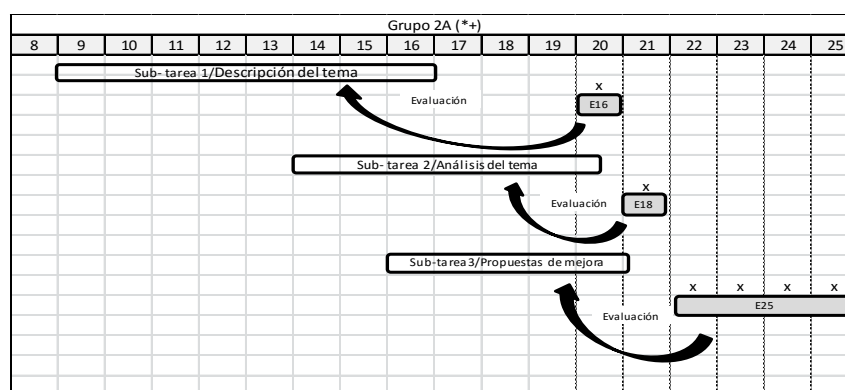 Grupo 2A (*+)
8 9 10 11 12 13 14 15 16 17 18 19 20 21 22 23 24 25
Sub- tarea 1/Descripción del tema
x
Evaluación E16
Sub- tarea 2/Análisis del tema
x
Evaluación E18
Sub-tarea3/Propuestas de mejora
x x x x
E25
Evaluación